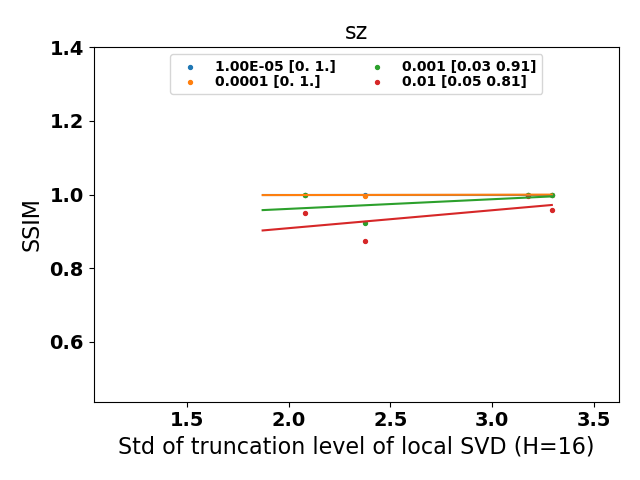 sz
1.4
1.00E-05 [0. 1.] 0.001 [0.03 0.91]
0.0001 [0. 1.] 0.01 [0.05 0.81]
1.2
1.0
SSIM
0.8
0.6
1.5 2.0 2.5 3.0 3.5
Std of truncation level of local SVD (H=16)